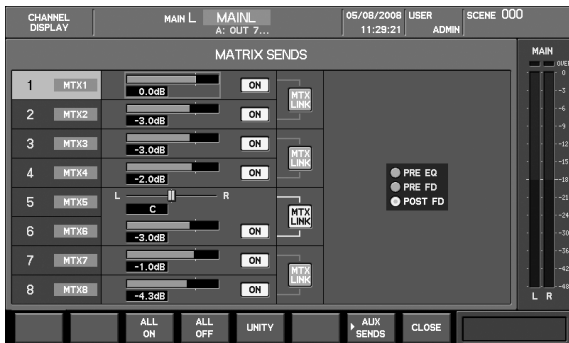 CHANNEL DISPLAY MAIN L MAINL A: OUT 7... 05/08/2008 11:29:21 USER ADMIN SCENE 000
MATRIX SENDS
MAIN
OVER
1 MTX1 0.0dB ON
MTX LINK
2 MTX2 -3.0dB ON
3 MTX3 -3.0dB ON
MTX LINK
4 MTX4 -2.0dB ON
5 MTX5 L R C
MTX LINK
6 MTX6 -3.0dB ON
7 MTX7 -1.0dB ON
MTX LINK
8 MTX8 -4.3dB ON
PRE EQ
PRE FD
POST FD
0
-3
-6
-9
-12
-15
-18
-21
-24
-30
-36
-42
-48
L R
ALL ON ALL OFF UNITY AUX SENDS CLOSE